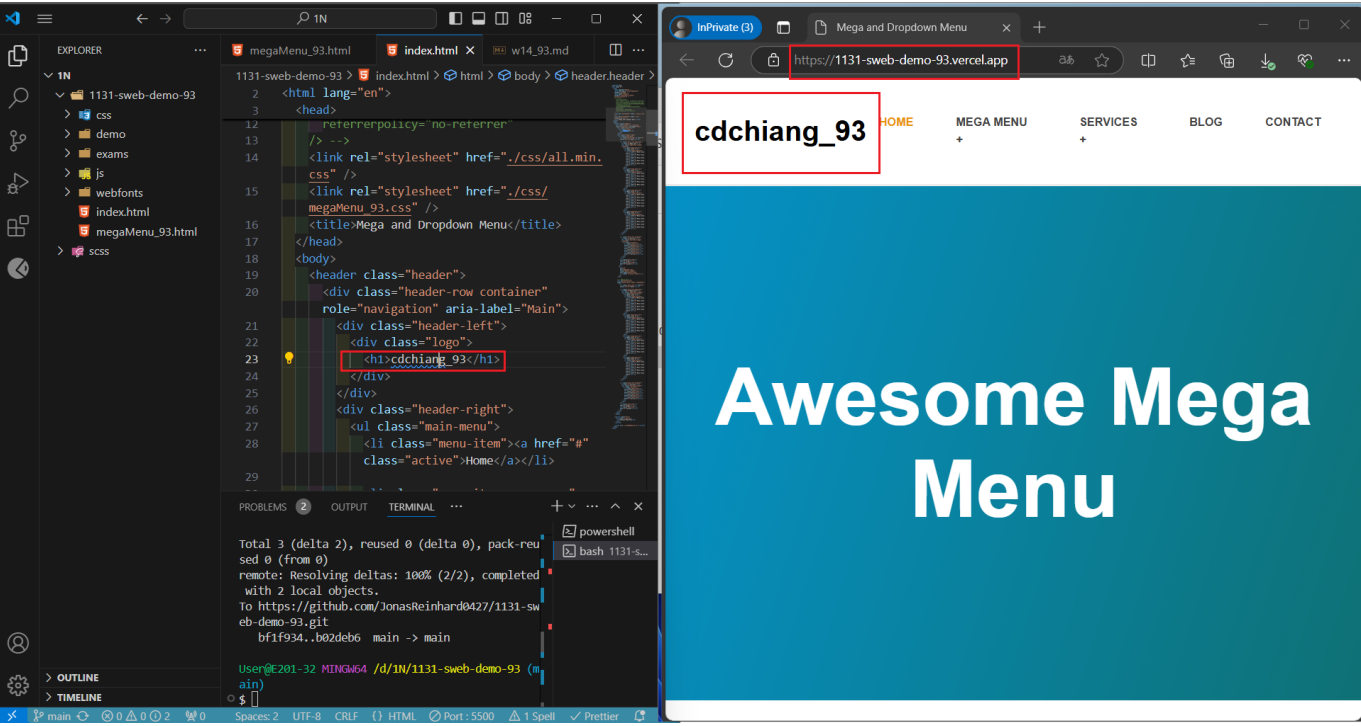 1N
EXPLORER
1N
1131-sweb-demo-93
css
demo
exams
js
webfonts
index.html
megaMenu_93.html
scss
OUTLINE
TIMELINE
megaMenu_93.html
index.html
w14_93.md
1131-sweb-demo-93 > index.html > html > body > header.header >
2 <html lang="en">
3 <head>
12 referrerpolicy="no-referrer"
13 /> -->
14 <link rel="stylesheet" href="./css/all.min.
css" />
15 <link rel="stylesheet" href="./css/
megaMenu_93.css" />
16 <title>Mega and Dropdown Menu</title>
17 </head>
18 <body>
19 <header class="header">
20 <div class="header-row container"
role="navigation" aria-label="Main">
21 <div class="header-left">
22 <div class="logo">
23 <h1>cdchiang_93</h1>
24 </div>
25 </div>
26 <div class="header-right">
27 <ul class="main-menu">
28 <li class="menu-item"><a href="#"
class="active">Home</a></li>
29
PROBLEMS 2 OUTPUT TERMINAL
powershell
bash 1131-s...
Total 3 (delta 2), reused 0 (delta 0), pack-reu
sed 0 (from 0)
remote: Resolving deltas: 100% (2/2), completed
with 2 local objects.
To https://github.com/JonasReinhard0427/1131-sw
eb-demo-93.git
bf1f934..b02deb6 main -> main
User@E201-32 MINGW64 /d/1N/1131-sweb-demo-93 (m
ain)
$
main 0 0 2 0 Spaces: 2 UTF-8 CRLF {} HTML Port : 5500 1 Spell Prettier
InPrivate (3)
Mega and Dropdown Menu
https://1131-sweb-demo-93.vercel.app
cdchiang_93
HOME
MEGA MENU
+
SERVICES
+
BLOG
CONTACT
Awesome Mega
Menu